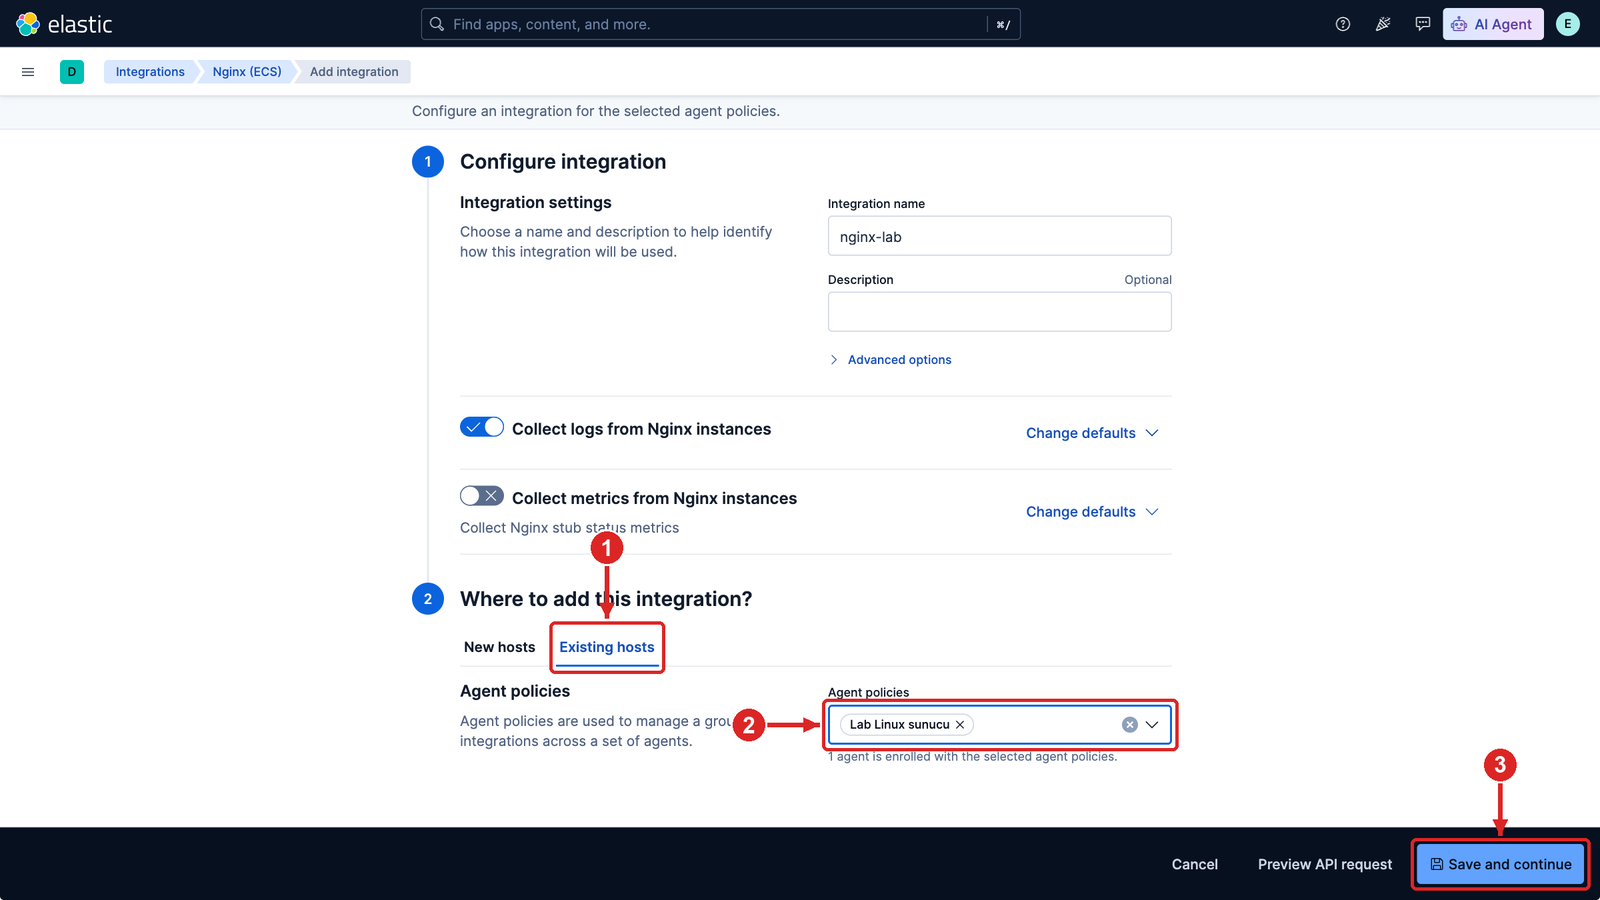 elastic
Find apps, content, and more.
⌘/
AI Agent
E
D
Integrations
Nginx (ECS)
Add integration
Configure an integration for the selected agent policies.
1
Configure integration
Integration settings
Choose a name and description to help identify
how this integration will be used.
Integration name
nginx-lab
Description
Optional
Advanced options
Collect logs from Nginx instances
Change defaults
Collect metrics from Nginx instances
Collect Nginx stub status metrics
Change defaults
1
2
Where to add this integration?
New hosts
Existing hosts
Agent policies
Agent policies are used to manage a grou
integrations across a set of agents.
2
Agent policies
Lab Linux sunucu
1 agent is enrolled with the selected agent policies.
3
Cancel
Preview API request
Save and continue